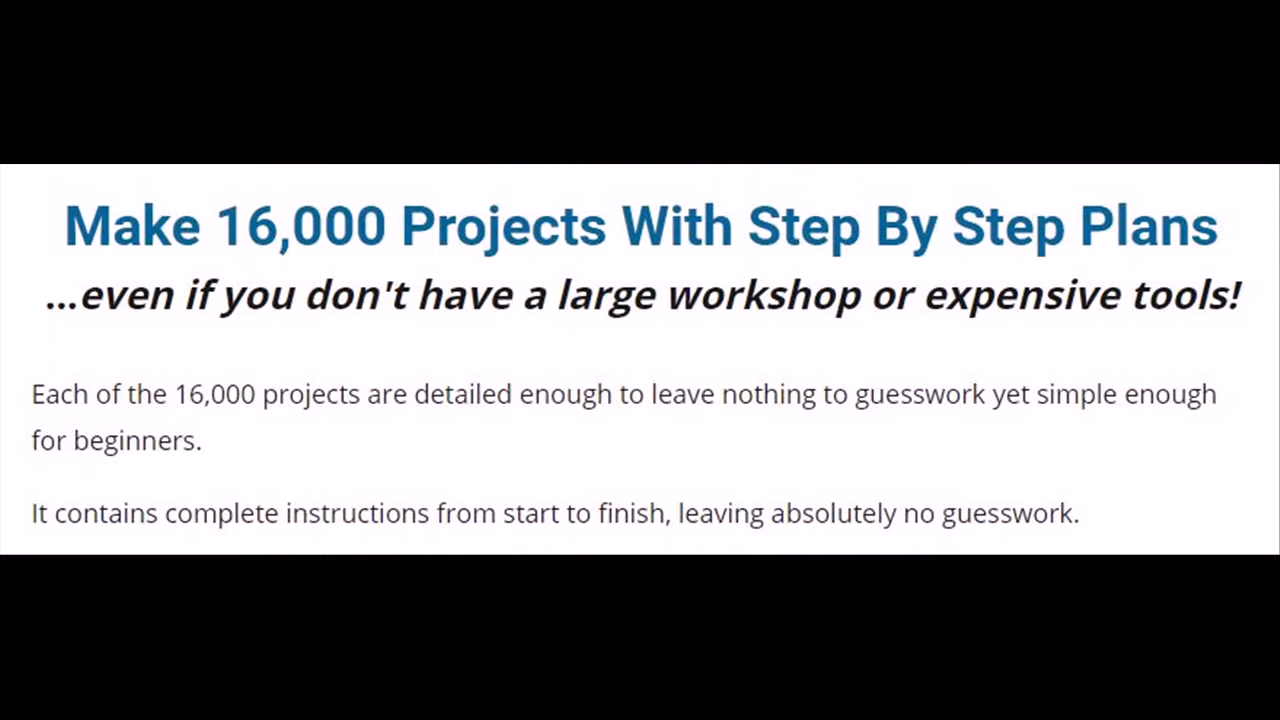 Make 16,000 Projects With Step By Step Plans
...even if you don't have a large workshop or expensive tools!
Each of the 16,000 projects are detailed enough to leave nothing to guesswork yet simple enough
for beginners.
It contains complete instructions from start to finish, leaving absolutely no guesswork.